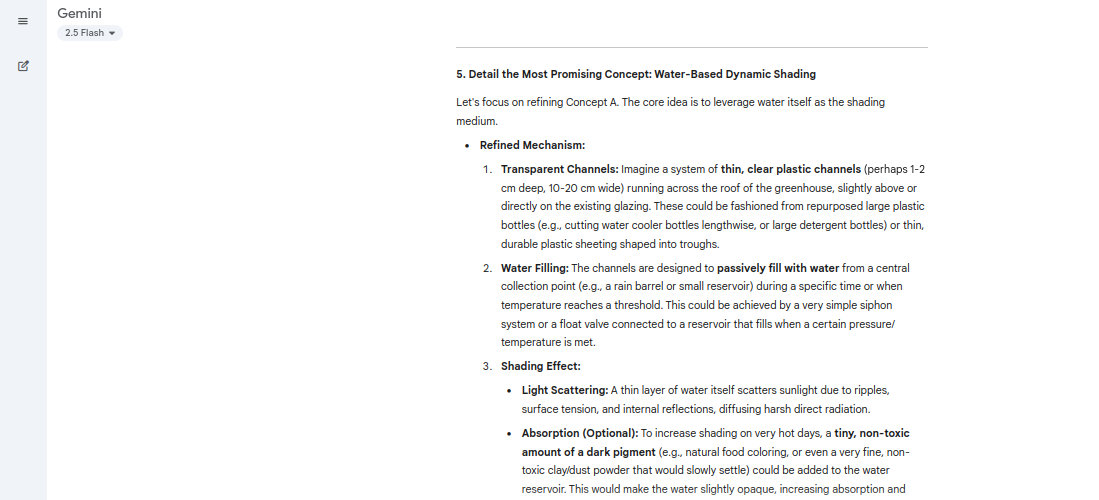 Gemini
2.5 Flash
5. Detail the Most Promising Concept: Water-Based Dynamic Shading
Let's focus on refining Concept A. The core idea is to leverage water itself as the shading
medium.
• Refined Mechanism:
1. Transparent Channels: Imagine a system of thin, clear plastic channels (perhaps 1-2
cm deep, 10-20 cm wide) running across the roof of the greenhouse, slightly above or
directly on the existing glazing. These could be fashioned from repurposed large plastic
bottles (e.g., cutting water cooler bottles lengthwise, or large detergent bottles) or thin,
durable plastic sheeting shaped into troughs.
2. Water Filling: The channels are designed to passively fill with water from a central
collection point (e.g., a rain barrel or small reservoir) during a specific time or when
temperature reaches a threshold. This could be achieved by a very simple siphon
system or a float valve connected to a reservoir that fills when a certain pressure/
temperature is met.
3. Shading Effect:
• Light Scattering: A thin layer of water itself scatters sunlight due to ripples,
surface tension, and internal reflections, diffusing harsh direct radiation.
• Absorption (Optional): To increase shading on very hot days, a tiny, non-toxic
amount of a dark pigment (e.g., natural food coloring, or even a very fine, non-
toxic clay/dust powder that would slowly settle) could be added to the water
reservoir. This would make the water slightly opaque, increasing absorption and